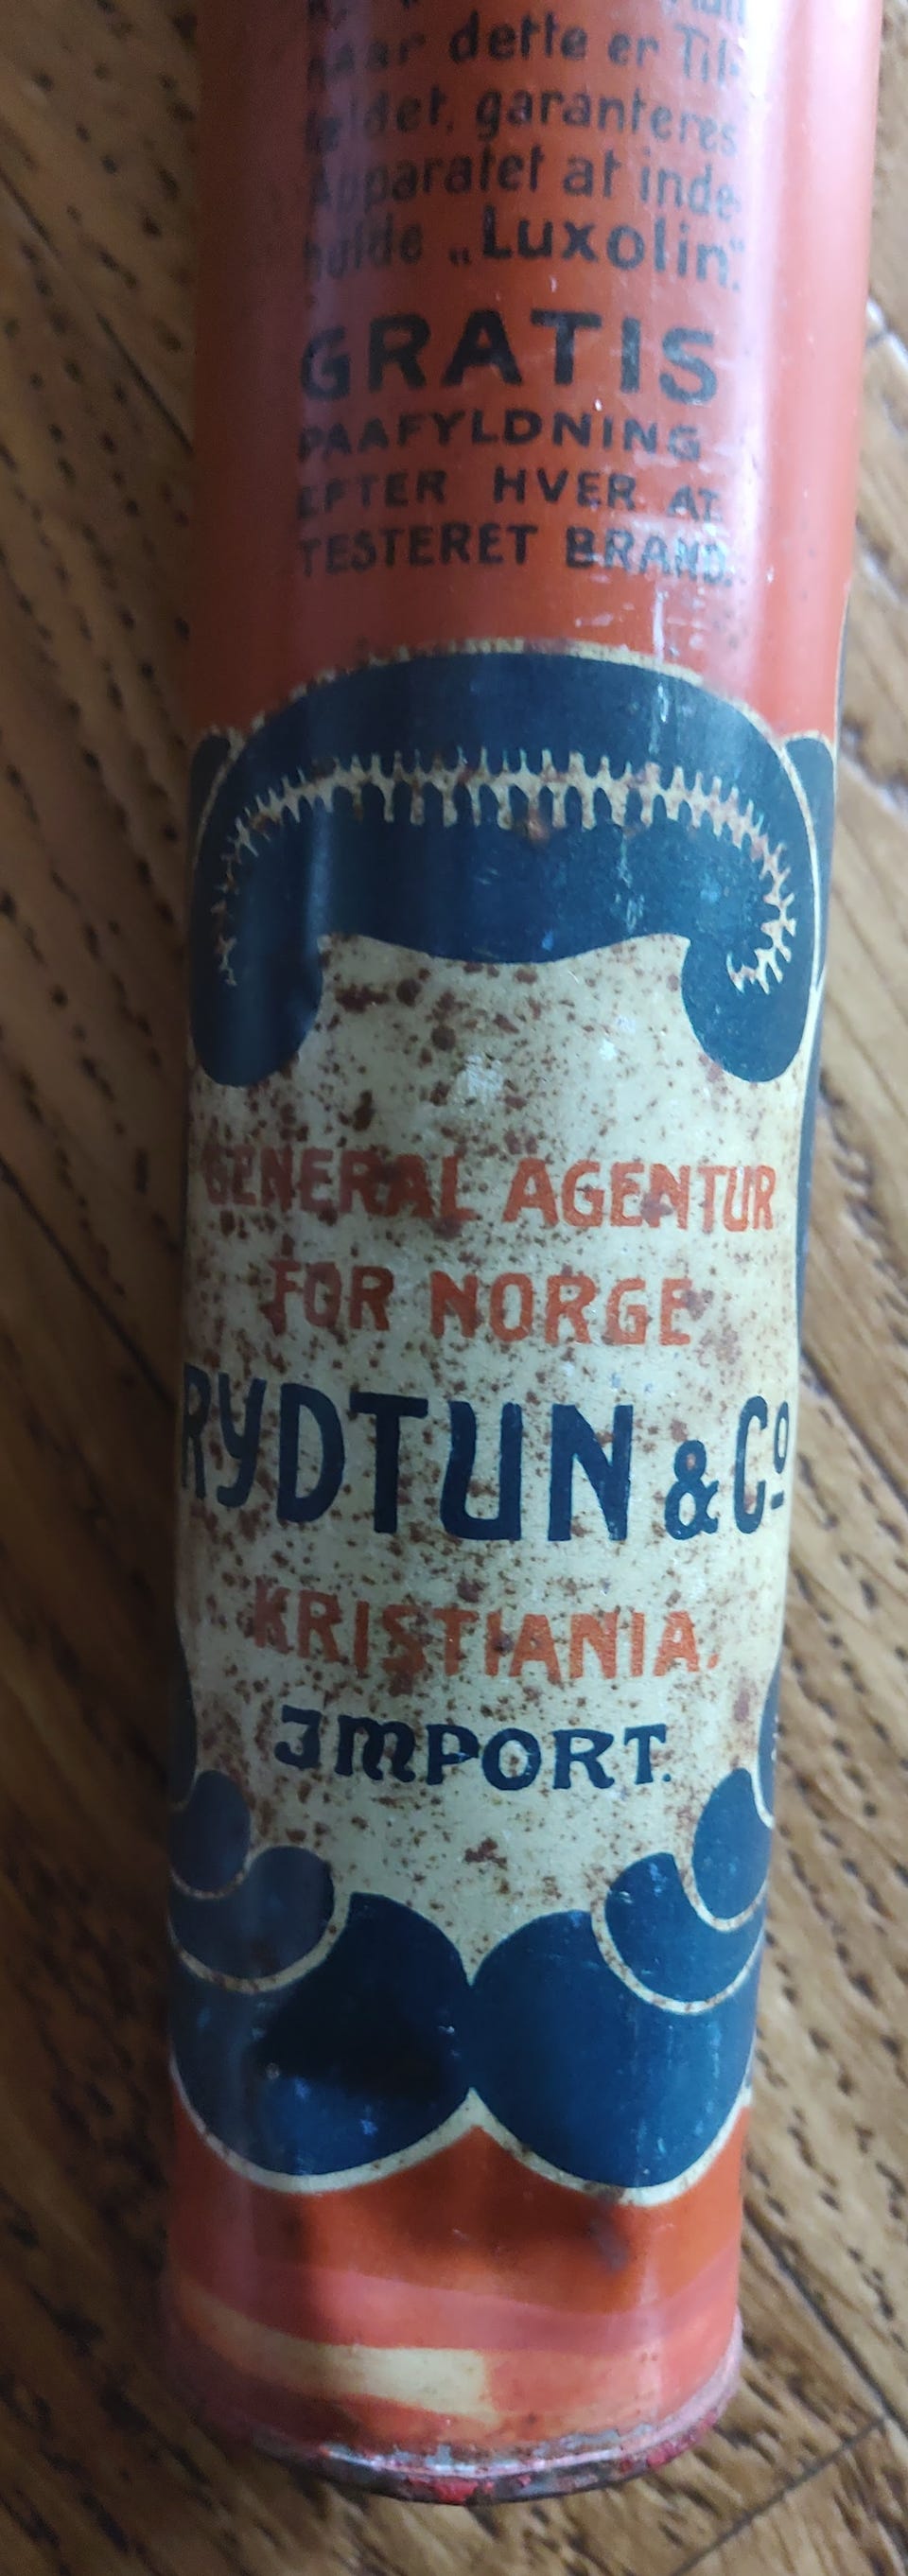 naar dette er Til-
fældet, garanteres
Apparatet at inde-
holde „Luxolin”.
GRATIS
PAAFYLDNING
EFTER HVER AT-
TESTERET BRAND.
GENERAL AGENTUR
FOR NORGE
RYDTUN & Co
KRISTIANIA.
IMPORT.